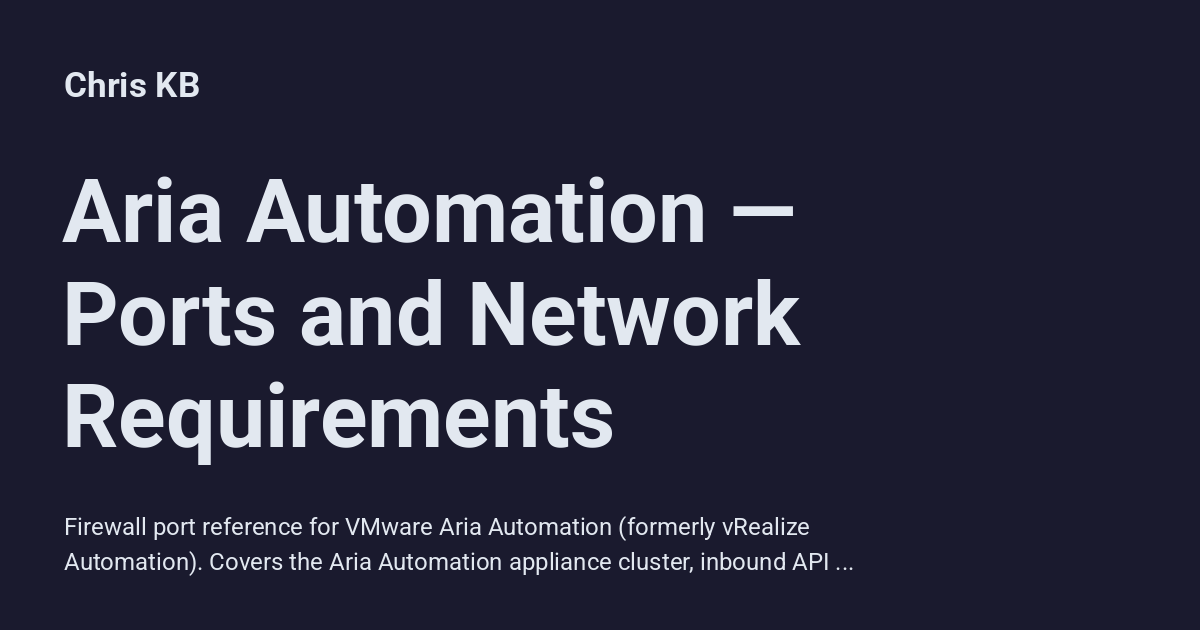 Chris KB
Aria Automation —
Ports and Network
Requirements
Firewall port reference for VMware Aria Automation (formerly vRealize
Automation). Covers the Aria Automation appliance cluster, inbound API ...